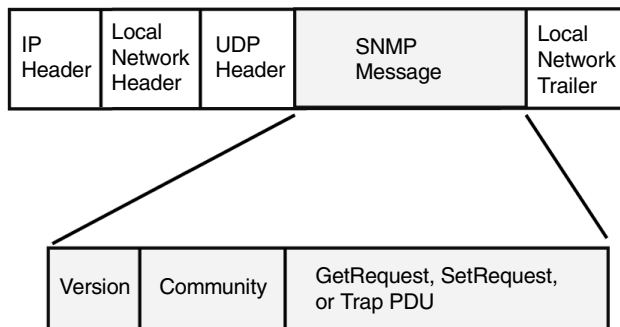 IP
Header
Local
Network
Header
UDP
Header
SNMP
Message
Local
Network
Trailer
Version
Community
GetRequest, SetRequest,
or Trap PDU